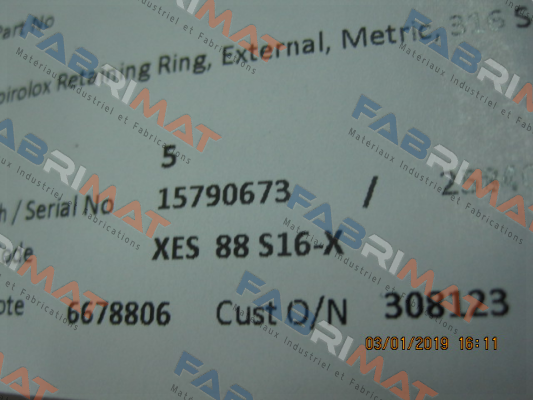 Part No
pirolox Retaining Ring, External, Metric, 316 S
5
h / Serial No 15790673 /
ode XES 88 S16-X
ote 6678806 Cust O/N 308123
03/01/2019 16:11
FABRIMAT
Materiaux Industriel et Fabrications